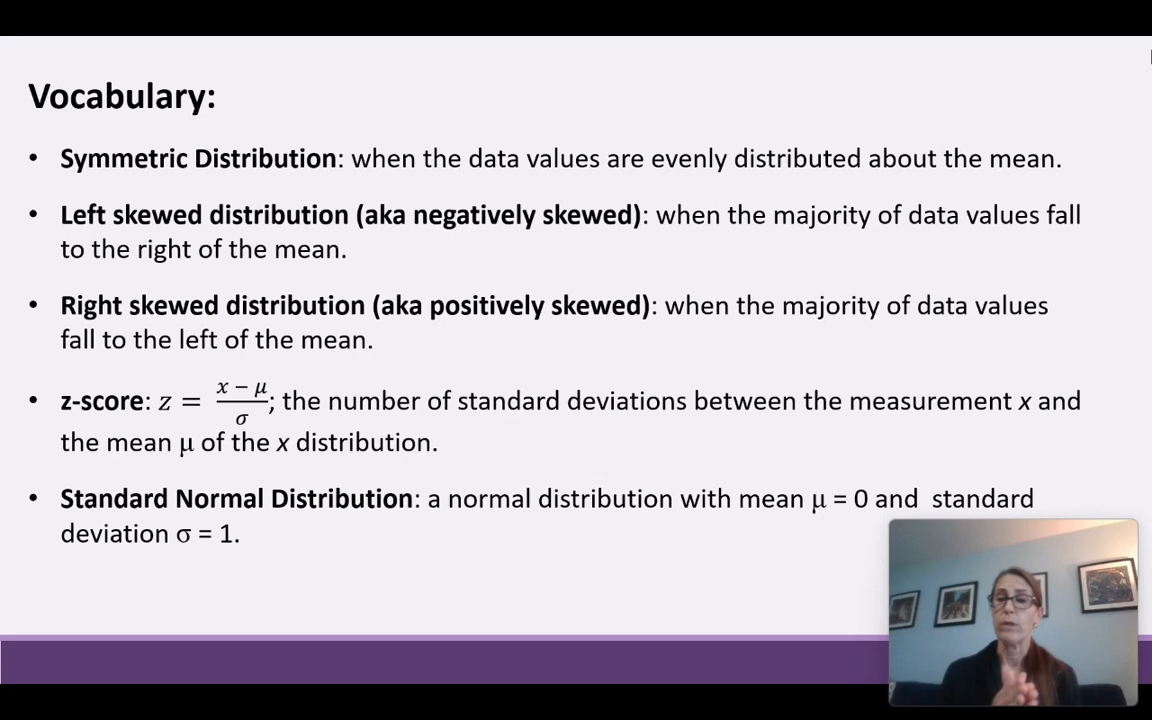 Vocabulary:
• Symmetric Distribution: when the data values are evenly distributed about the mean.
• Left skewed distribution (aka negatively skewed): when the majority of data values fall
to the right of the mean.
• Right skewed distribution (aka positively skewed): when the majority of data values
fall to the left of the mean.
• z-score: z = (x − μ)/σ; the number of standard deviations between the measurement x and
the mean μ of the x distribution.
• Standard Normal Distribution: a normal distribution with mean μ = 0 and  standard
deviation σ = 1.